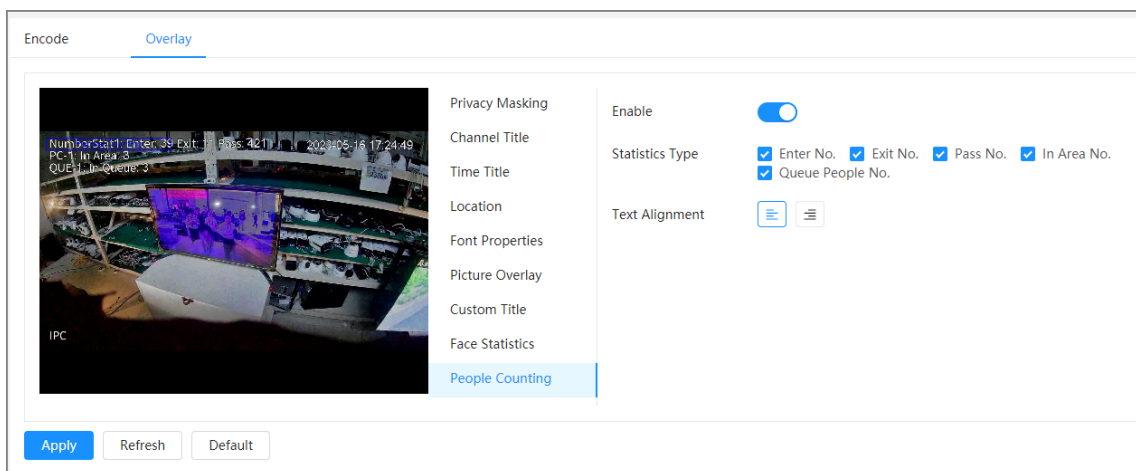 Encode
Overlay
NumberStat1: Enter: 39 Exit: Pass: 421
2023-05-16 17:24:49
PC-1: In Area: 3
QUE-1: In Queue: 3
IPC
Privacy Masking
Channel Title
Time Title
Location
Font Properties
Picture Overlay
Custom Title
Face Statistics
People Counting
Enable
Statistics Type
Enter No.
Exit No.
Pass No.
In Area No.
Queue People No.
Text Alignment
Apply
Refresh
Default